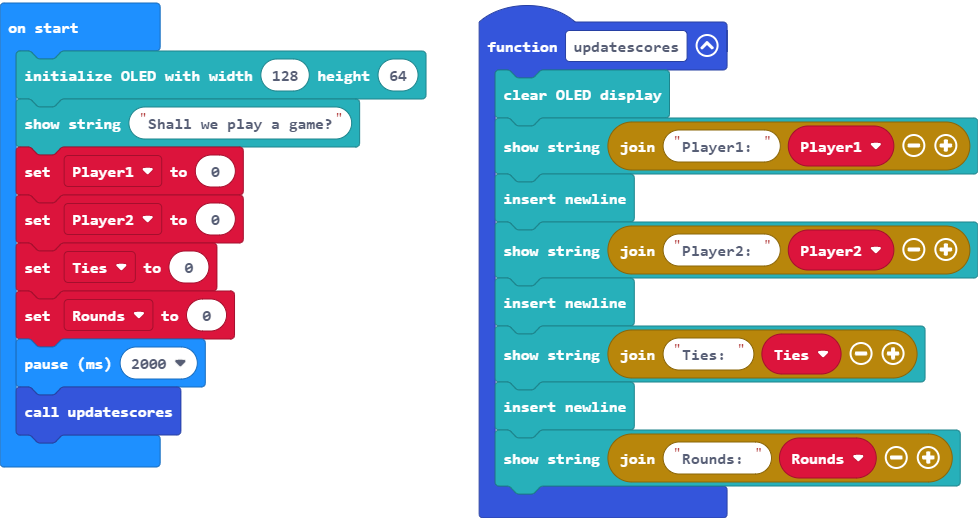 on start
initialize OLED with width 128 height 64
show string "Shall we play a game?"
set Player1 to 0
set Player2 to 0
set Ties to 0
set Rounds to 0
pause (ms) 2000
call updatescores
function updatescores
clear OLED display
show string join "Player1: " Player1
insert newline
show string join "Player2: " Player2
insert newline
show string join "Ties: " Ties
insert newline
show string join "Rounds: " Rounds